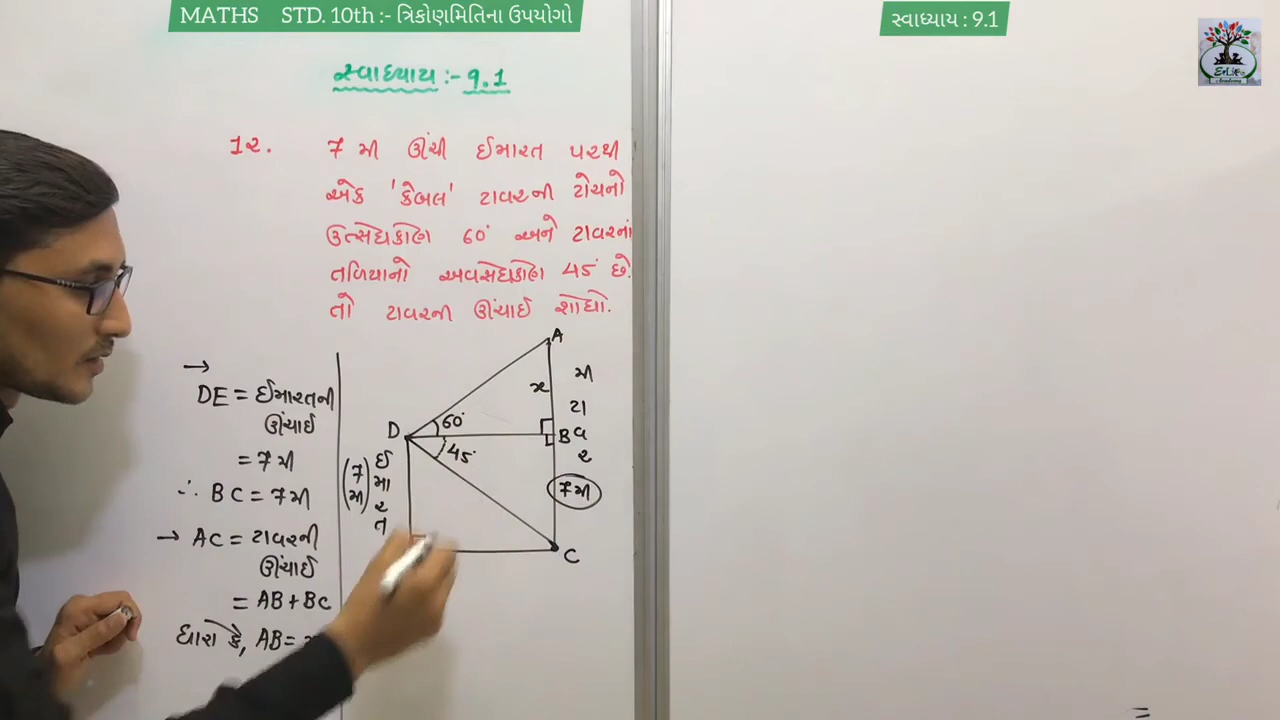 MATHS STD. 10th :- ત્રિકોણમિતિના ઉપયોગો
સ્વાધ્યાય : 9.1
સ્વાધ્યાય :- 9.1
12. 7 મી ઊંચી ઈમારત પરથી
એક 'કેબલ' ટાવરની ટોચનો
ઉત્સેધકોણ 60° અને ટાવરનાં
તળિયાનો અવસેધકોણ 45° છે.
તો ટાવરની ઊંચાઈ શોધો.
→
DE = ઈમારતની
ઊંચાઈ
= 7 મી
∴ BC = 7 મી
→ AC = ટાવરની
ઊંચાઈ
= AB + BC
ધારો કે, AB =
A
x
મી
ટા
વ
ર
D
60°
B
45°
(7 મી)
ઈ
મા
ર
ત
7 મી
C
=